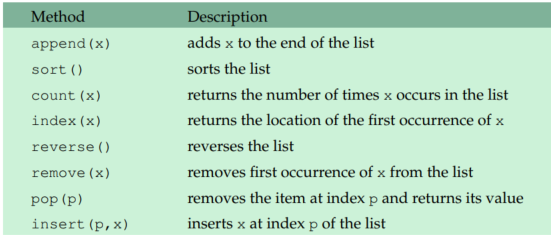 Method Description
append(x) adds x to the end of the list
sort() sorts the list
count(x) returns the number of times x occurs in the list
index(x) returns the location of the first occurrence of x
reverse() reverses the list
remove(x) removes first occurrence of x from the list
pop(p) removes the item at index p and returns its value
insert(p,x) inserts x at index p of the list